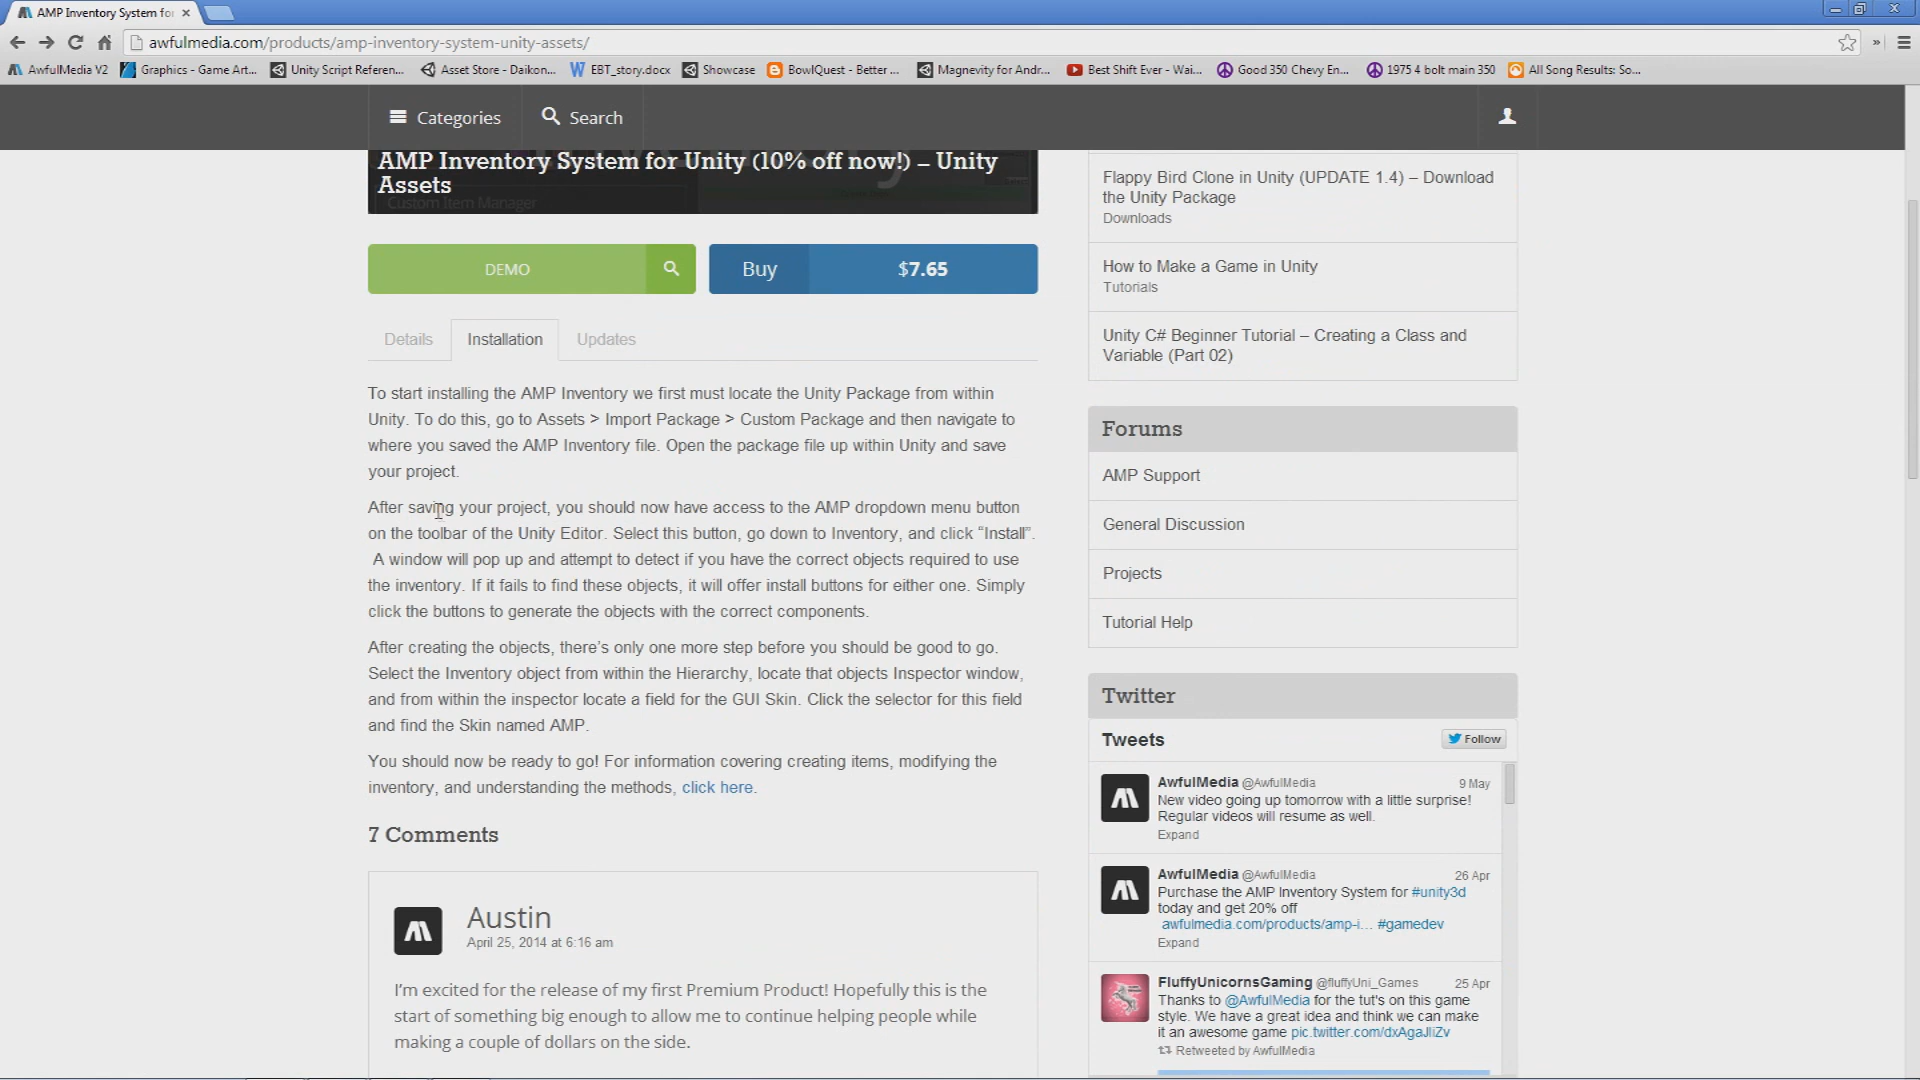 AMP Inventory System fo
awfulmedia.com/products/amp-inventory-system-unity-assets/
AwfulMedia V2
Graphics - Game Art...
Unity Script Referen...
Asset Store - Daikon...
EBT_story.docx
Showcase
BowlQuest - Better ...
Magnevity for Andr...
Best Shift Ever - Wai...
Good 350 Chevy En...
1975 4 bolt main 350
All Song Results: So...
Categories
Search
AMP Inventory System for Unity (10% off now!) – Unity
Assets
Custom Item Manager
DEMO
Buy
$7.65
Details
Installation
Updates
To start installing the AMP Inventory we first must locate the Unity Package from within
Unity. To do this, go to Assets > Import Package > Custom Package and then navigate to
where you saved the AMP Inventory file. Open the package file up within Unity and save
your project.
After saving your project, you should now have access to the AMP dropdown menu button
on the toolbar of the Unity Editor. Select this button, go down to Inventory, and click “Install”.
A window will pop up and attempt to detect if you have the correct objects required to use
the inventory. If it fails to find these objects, it will offer install buttons for either one. Simply
click the buttons to generate the objects with the correct components.
After creating the objects, there’s only one more step before you should be good to go.
Select the Inventory object from within the Hierarchy, locate that objects Inspector window,
and from within the inspector locate a field for the GUI Skin. Click the selector for this field
and find the Skin named AMP.
You should now be ready to go! For information covering creating items, modifying the
inventory, and understanding the methods, click here.
7 Comments
Austin
April 25, 2014 at 6:16 am
I’m excited for the release of my first Premium Product! Hopefully this is the
start of something big enough to allow me to continue helping people while
making a couple of dollars on the side.
Flappy Bird Clone in Unity (UPDATE 1.4) – Download
the Unity Package
Downloads
How to Make a Game in Unity
Tutorials
Unity C# Beginner Tutorial – Creating a Class and
Variable (Part 02)
Forums
AMP Support
General Discussion
Projects
Tutorial Help
Twitter
Tweets
Follow
AwfulMedia @AwfulMedia 9 May
New video going up tomorrow with a little surprise!
Regular videos will resume as well.
Expand
AwfulMedia @AwfulMedia 26 Apr
Purchase the AMP Inventory System for #unity3d
today and get 20% off
awfulmedia.com/products/amp-i... #gamedev
Expand
FluffyUnicornsGaming @fluffyUni_Games 25 Apr
Thanks to @AwfulMedia for the tut's on this game
style. We have a great idea and think we can make
it an awesome game pic.twitter.com/dxAgaJliZv
Retweeted by AwfulMedia